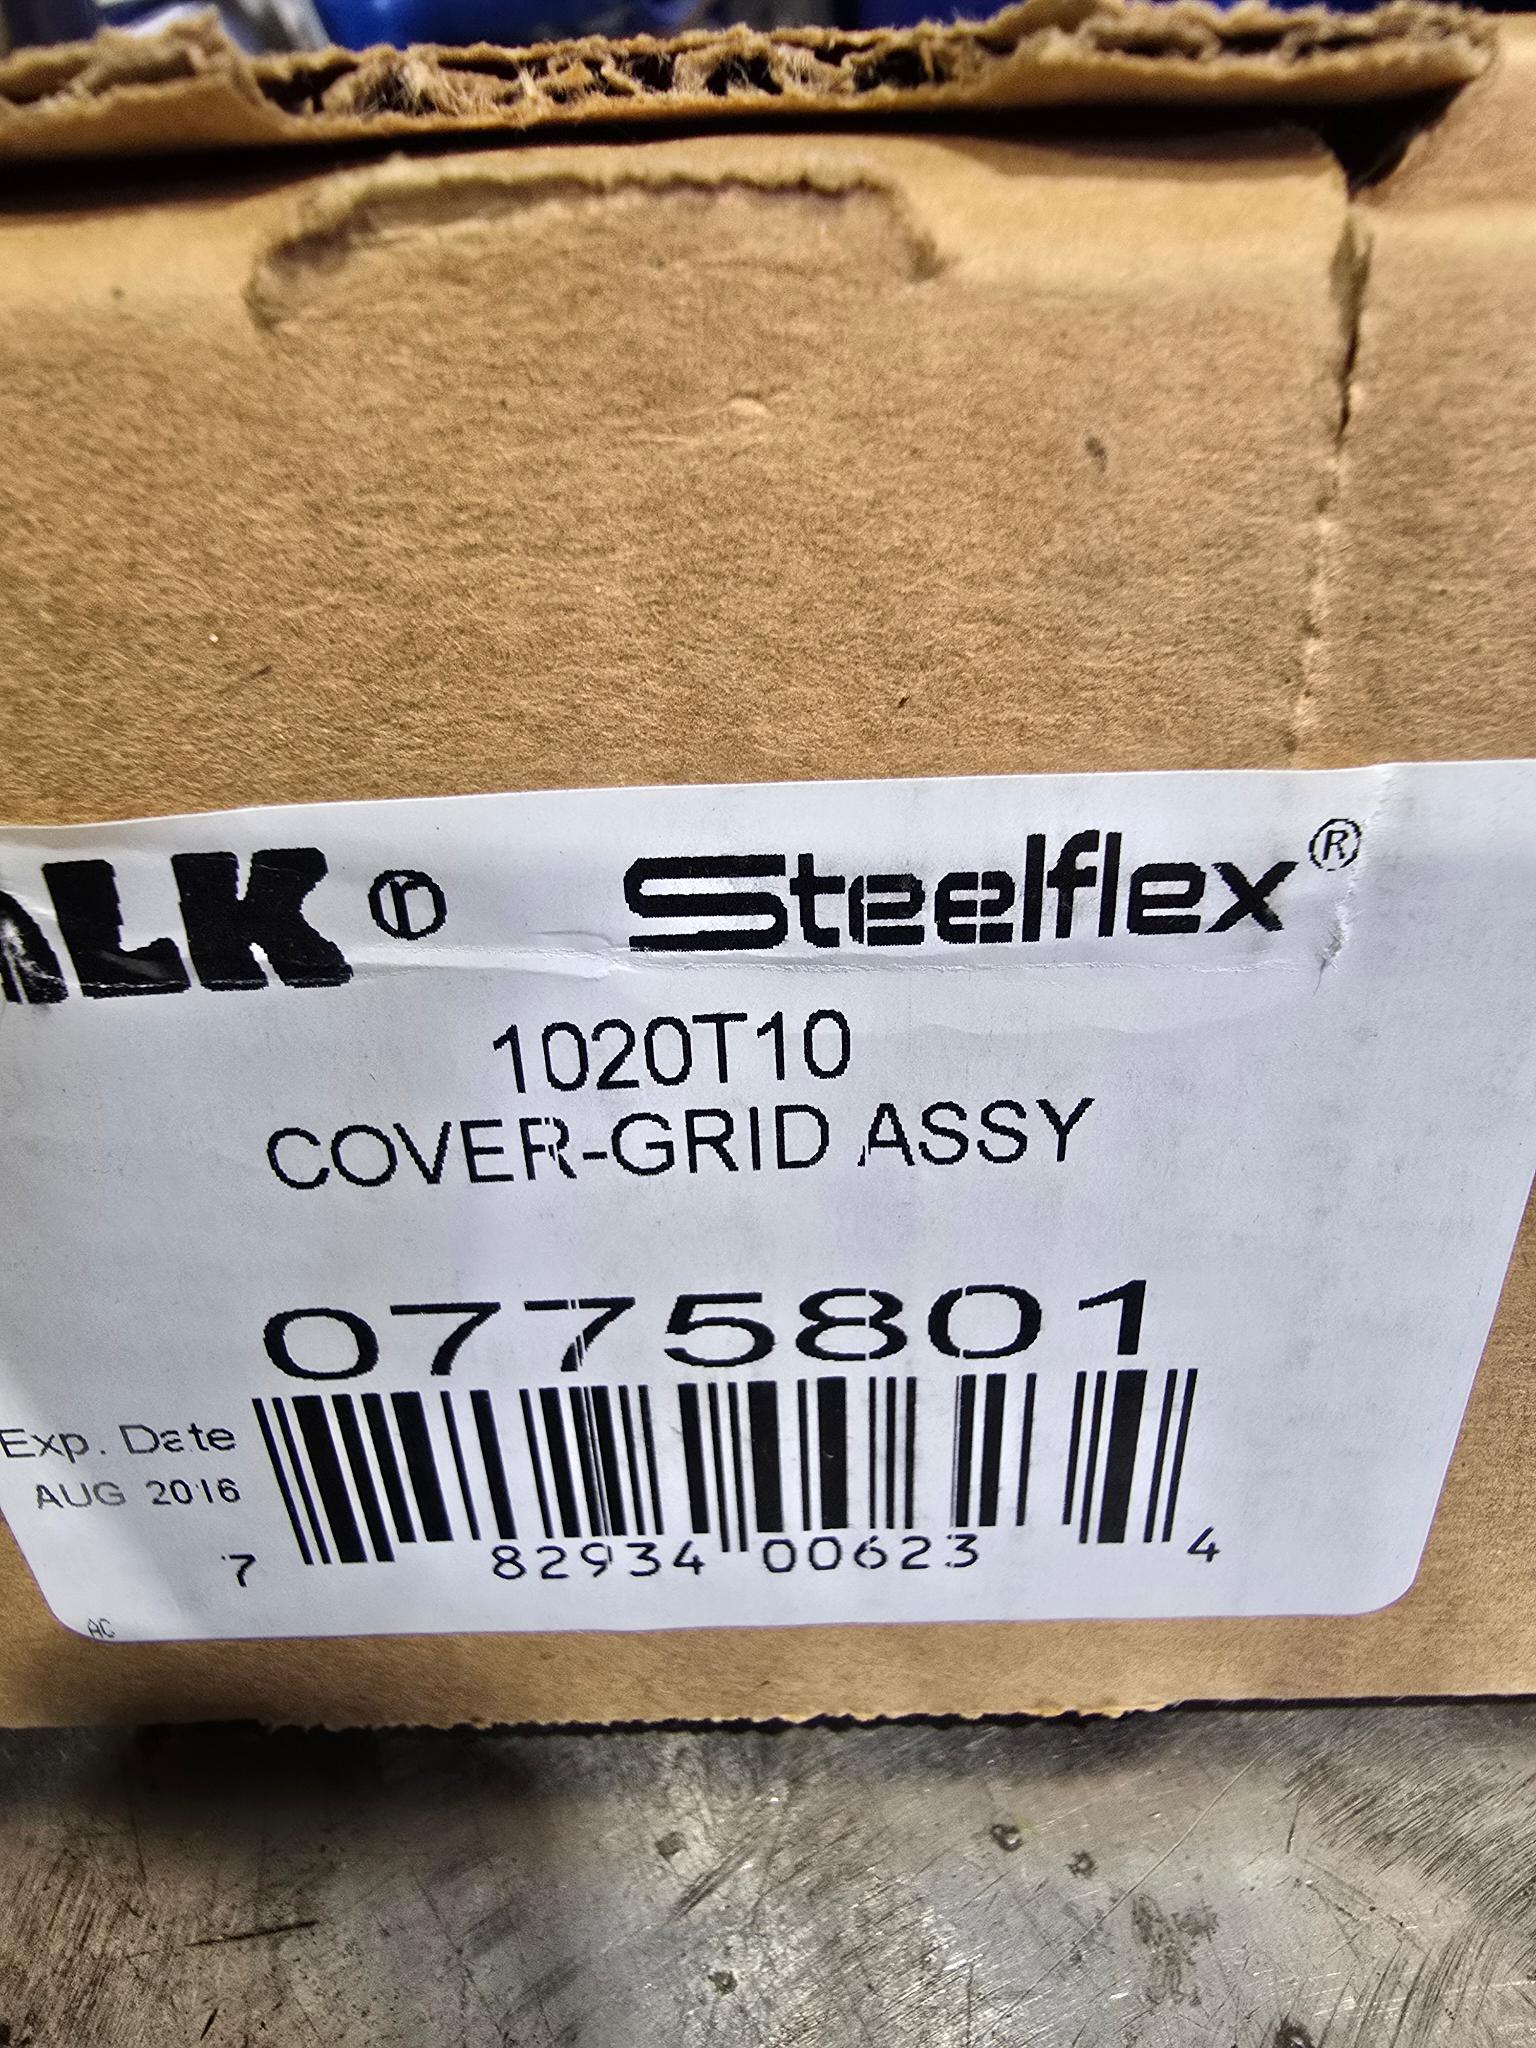 ALK ® Steelflex®
1020T10
COVER-GRID ASSY
0775801
Exp. Date
AUG 2016
7 82934 00623 4
AC